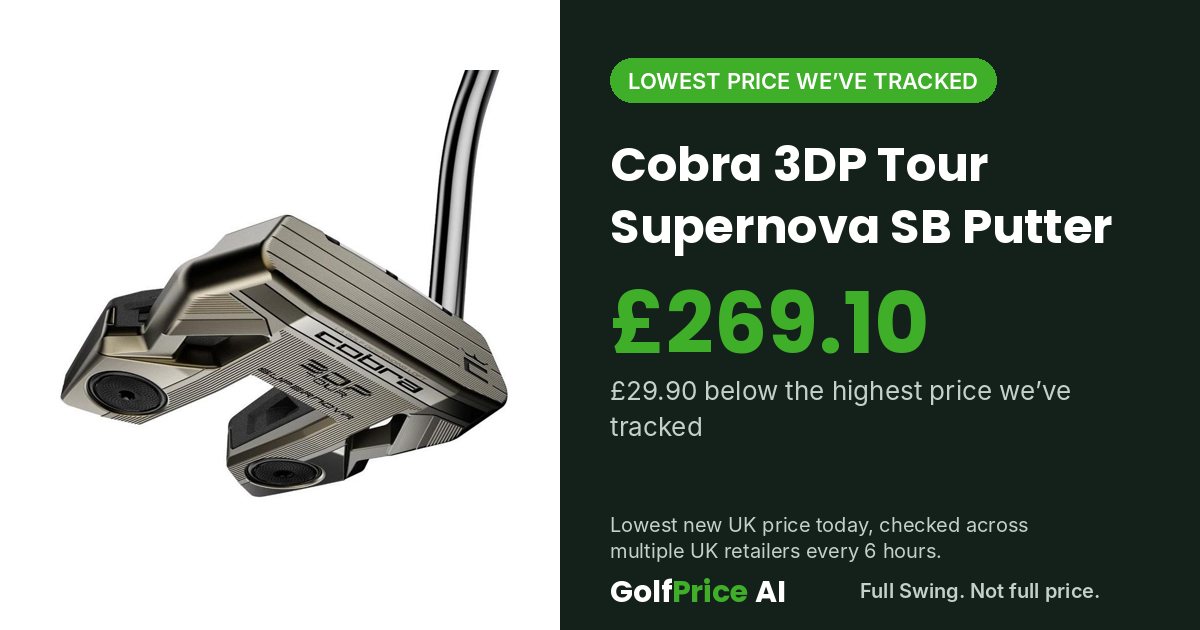 LOWEST PRICE WE’VE TRACKED
Cobra 3DP Tour
Supernova SB Putter
£269.10
£29.90 below the highest price we’ve
tracked
Lowest new UK price today, checked across
multiple UK retailers every 6 hours.
GolfPrice AI
Full Swing. Not full price.
cobra
3DP
TOUR
SUPERNOVA